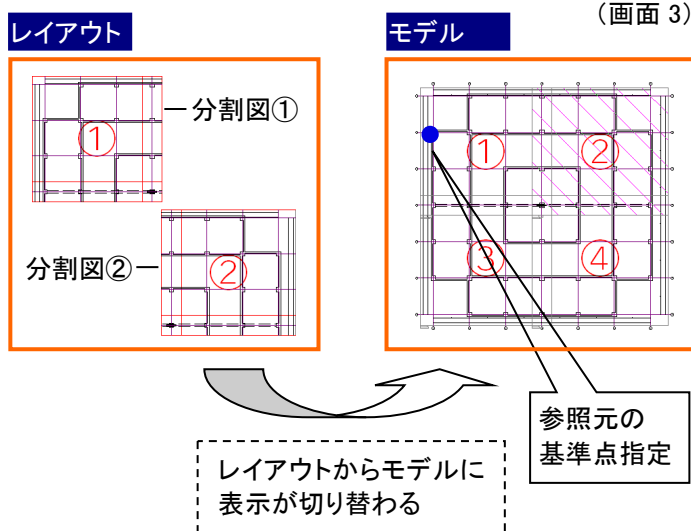 (画面 3)
レイアウト
モデル
分割図①
①
分割図②
②
①
②
③
④
参照元の
基準点指定
レイアウトからモデルに
表示が切り替わる